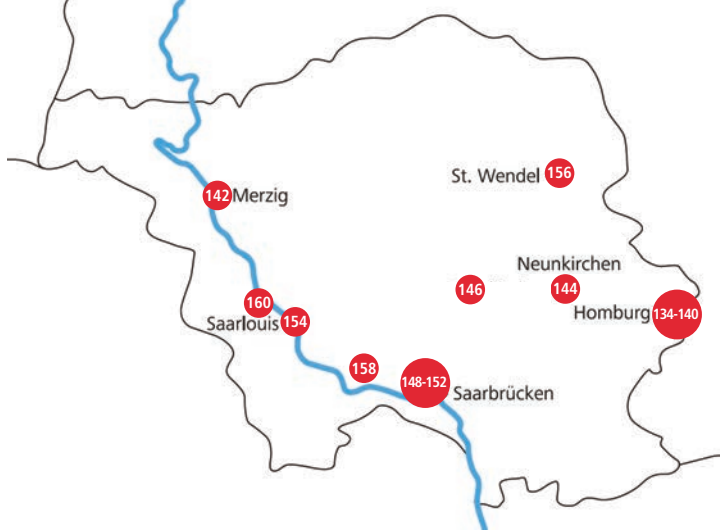 St. Wendel 156
142 Merzig
Neunkirchen
146 144
Homburg 134-140
160
Saarlouis 154
158
148-152 Saarbrücken